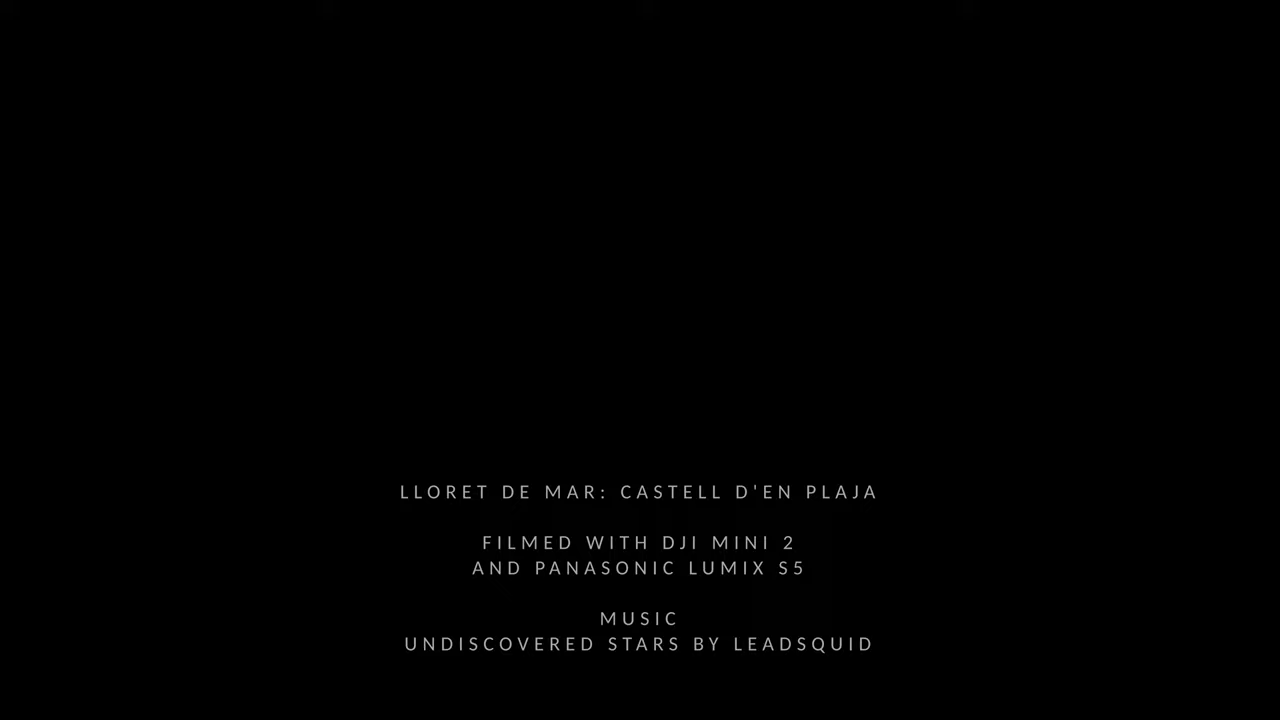 LLORET DE MAR: CASTELL D'EN PLAJA
FILMED WITH DJI MINI 2
AND PANASONIC LUMIX S5
MUSIC
UNDISCOVERED STARS BY LEADSQUID